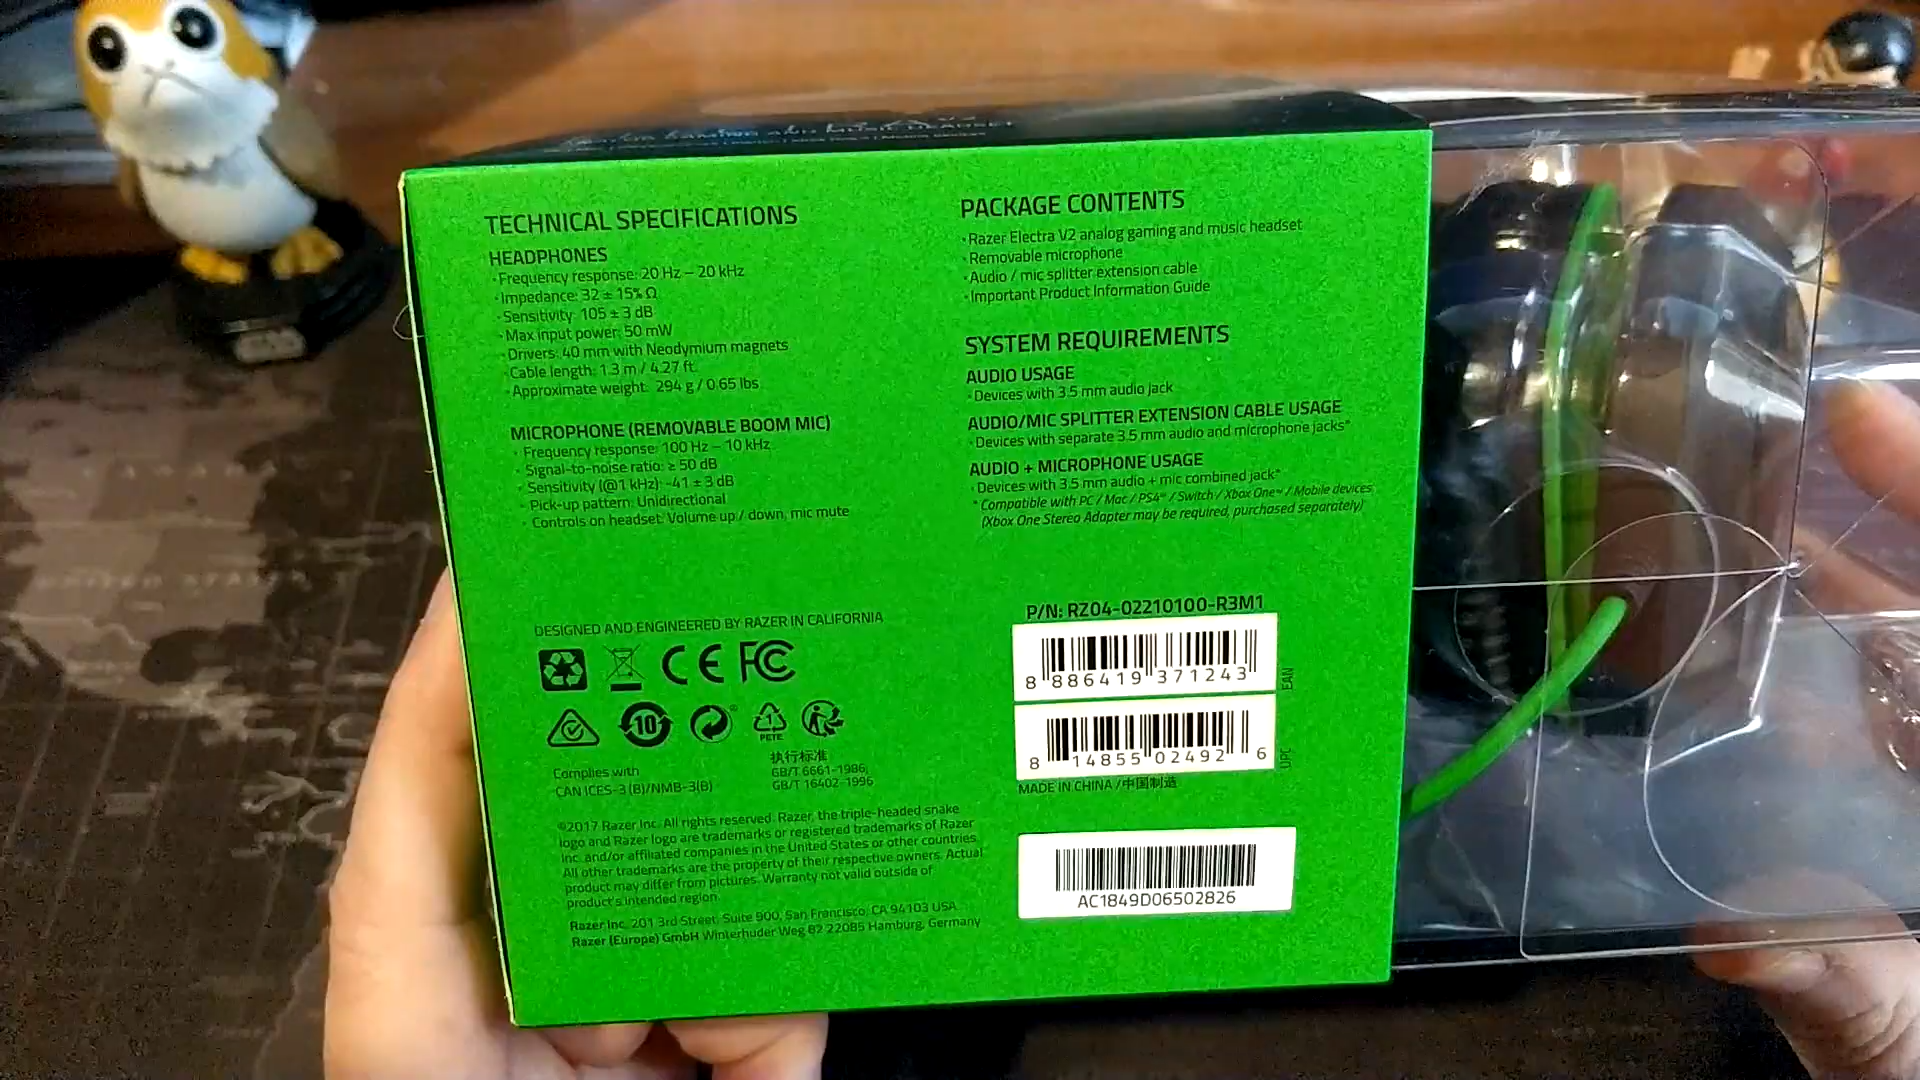 GAMING AND MUSIC HEADSET
TECHNICAL SPECIFICATIONS
HEADPHONES
· Frequency response: 20 Hz – 20 kHz
· Impedance: 32 ± 15% Ω
· Sensitivity: 105 ± 3 dB
· Max input power: 50 mW
· Drivers: 40 mm with Neodymium magnets
· Cable length: 1.3 m / 4.27 ft.
· Approximate weight: 294 g / 0.65 lbs
MICROPHONE (REMOVABLE BOOM MIC)
· Frequency response: 100 Hz – 10 kHz
· Signal-to-noise ratio: ≥ 50 dB
· Sensitivity (@1 kHz): -41 ± 3 dB
· Pick-up pattern: Unidirectional
· Controls on headset: Volume up / down, mic mute
PACKAGE CONTENTS
· Razer Electra V2 analog gaming and music headset
· Removable microphone
· Audio / mic splitter extension cable
· Important Product Information Guide
SYSTEM REQUIREMENTS
AUDIO USAGE
· Devices with 3.5 mm audio jack
AUDIO/MIC SPLITTER EXTENSION CABLE USAGE
· Devices with separate 3.5 mm audio and microphone jacks*
AUDIO + MICROPHONE USAGE
· Devices with 3.5 mm audio + mic combined jack*
* Compatible with PC / Mac / PS4™ / Switch / Xbox One™ / Mobile devices
(Xbox One Stereo Adapter may be required, purchased separately)
DESIGNED AND ENGINEERED BY RAZER IN CALIFORNIA
CE FC
10
1
PETE
Complies with
CAN ICES-3 (B)/NMB-3(B)
执行标准
GB/T 6661-1986;
GB/T 16402-1996
©2017 Razer Inc. All rights reserved. Razer, the triple-headed snake
logo and Razer logo are trademarks or registered trademarks of Razer
Inc. and/or affiliated companies in the United States or other countries.
All other trademarks are the property of their respective owners. Actual
product may differ from pictures. Warranty not valid outside of
product's intended region.
Razer Inc. 201 3rd Street, Suite 900, San Francisco, CA 94103 USA
Razer (Europe) GmbH Winterhuder Weg 82 22085 Hamburg, Germany
P/N: RZ04-02210100-R3M1
8 886419 371243
EAN
8 14855 02492 6
UPC
MADE IN CHINA / 中国制造
AC1849D06502826